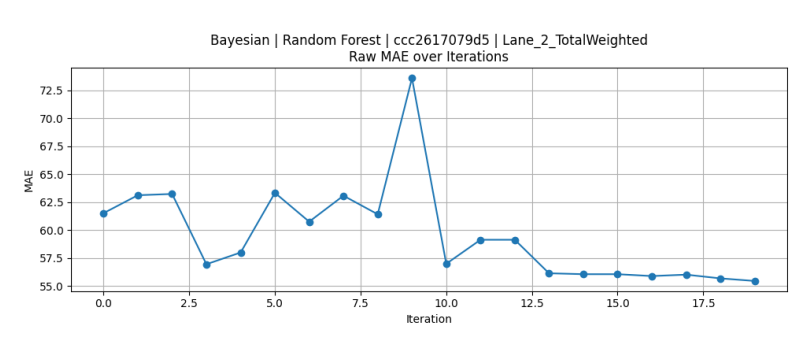 Bayesian | Random Forest | ccc2617079d5 | Lane_2_TotalWeighted
Raw MAE over Iterations
MAE
72.5
70.0
67.5
65.0
62.5
60.0
57.5
55.0
0.0 2.5 5.0 7.5 10.0 12.5 15.0 17.5
Iteration